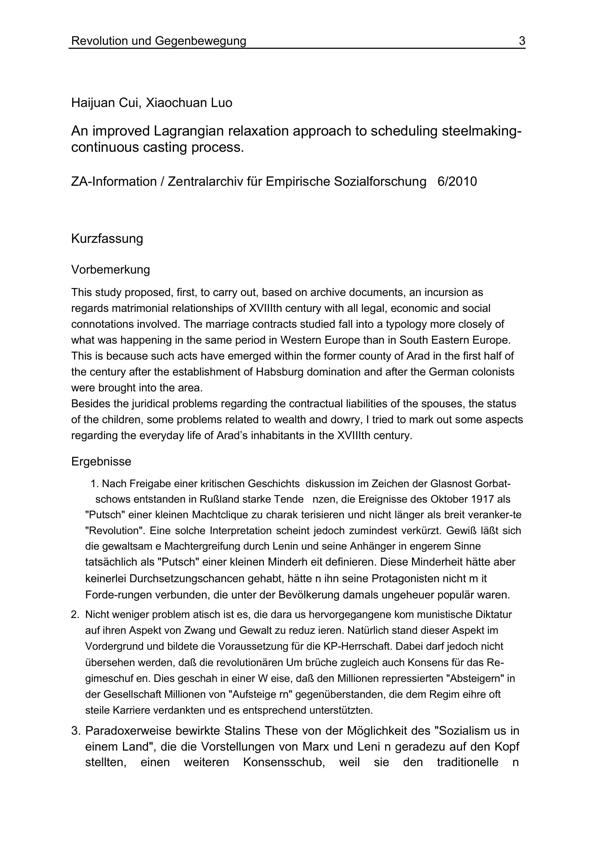 Revolution und Gegenbewegung 3
Haijuan Cui, Xiaochuan Luo
An improved Lagrangian relaxation approach to scheduling steelmaking-
continuous casting process.
ZA-Information / Zentralarchiv für Empirische Sozialforschung 6/2010
Kurzfassung
Vorbemerkung
This study proposed, first, to carry out, based on archive documents, an incursion as
regards matrimonial relationships of XVIIIth century with all legal, economic and social
connotations involved. The marriage contracts studied fall into a typology more closely of
what was happening in the same period in Western Europe than in South Eastern Europe.
This is because such acts have emerged within the former county of Arad in the first half of
the century after the establishment of Habsburg domination and after the German colonists
were brought into the area.
Besides the juridical problems regarding the contractual liabilities of the spouses, the status
of the children, some problems related to wealth and dowry, I tried to mark out some aspects
regarding the everyday life of Arad's inhabitants in the XVIIIth century.
Ergebnisse
1. Nach Freigabe einer kritischen Geschichts diskussion im Zeichen der Glasnost Gorbat-
schows entstanden in Rußland starke Tende nzen, die Ereignisse des Oktober 1917 als
"Putsch" einer kleinen Machtclique zu charak terisieren und nicht länger als breit veranker-te
"Revolution". Eine solche Interpretation scheint jedoch zumindest verkürzt. Gewiß läßt sich
die gewaltsam e Machtergreifung durch Lenin und seine Anhänger in engerem Sinne
tatsächlich als "Putsch" einer kleinen Minderh eit definieren. Diese Minderheit hätte aber
keinerlei Durchsetzungschancen gehabt, hätte n ihn seine Protagonisten nicht m it
Forde-rungen verbunden, die unter der Bevölkerung damals ungeheuer populär waren.
2. Nicht weniger problem atisch ist es, die dara us hervorgegangene kom munistische Diktatur
auf ihren Aspekt von Zwang und Gewalt zu reduz ieren. Natürlich stand dieser Aspekt im
Vordergrund und bildete die Voraussetzung für die KP-Herrschaft. Dabei darf jedoch nicht
übersehen werden, daß die revolutionären Um brüche zugleich auch Konsens für das Re-
gimeschuf en. Dies geschah in einer W eise, daß den Millionen repressierten "Absteigern" in
der Gesellschaft Millionen von "Aufsteige rn" gegenüberstanden, die dem Regim eihre oft
steile Karriere verdankten und es entsprechend unterstützten.
3. Paradoxerweise bewirkte Stalins These von der Möglichkeit des "Sozialism us in
einem Land", die die Vorstellungen von Marx und Leni n geradezu auf den Kopf
stellten, einen weiteren Konsensschub, weil sie den traditionelle n